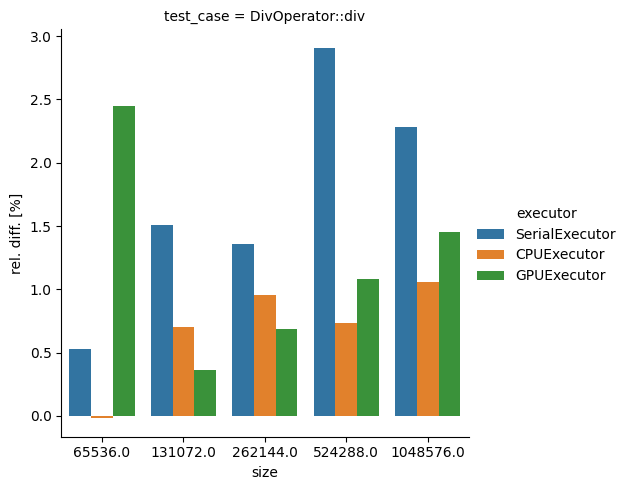 test_case = DivOperator::div
3.0
2.5
2.0
1.5
1.0
0.5
0.0
rel. diff. [%]
65536.0 131072.0 262144.0 524288.0 1048576.0
size
executor
SerialExecutor
CPUExecutor
GPUExecutor